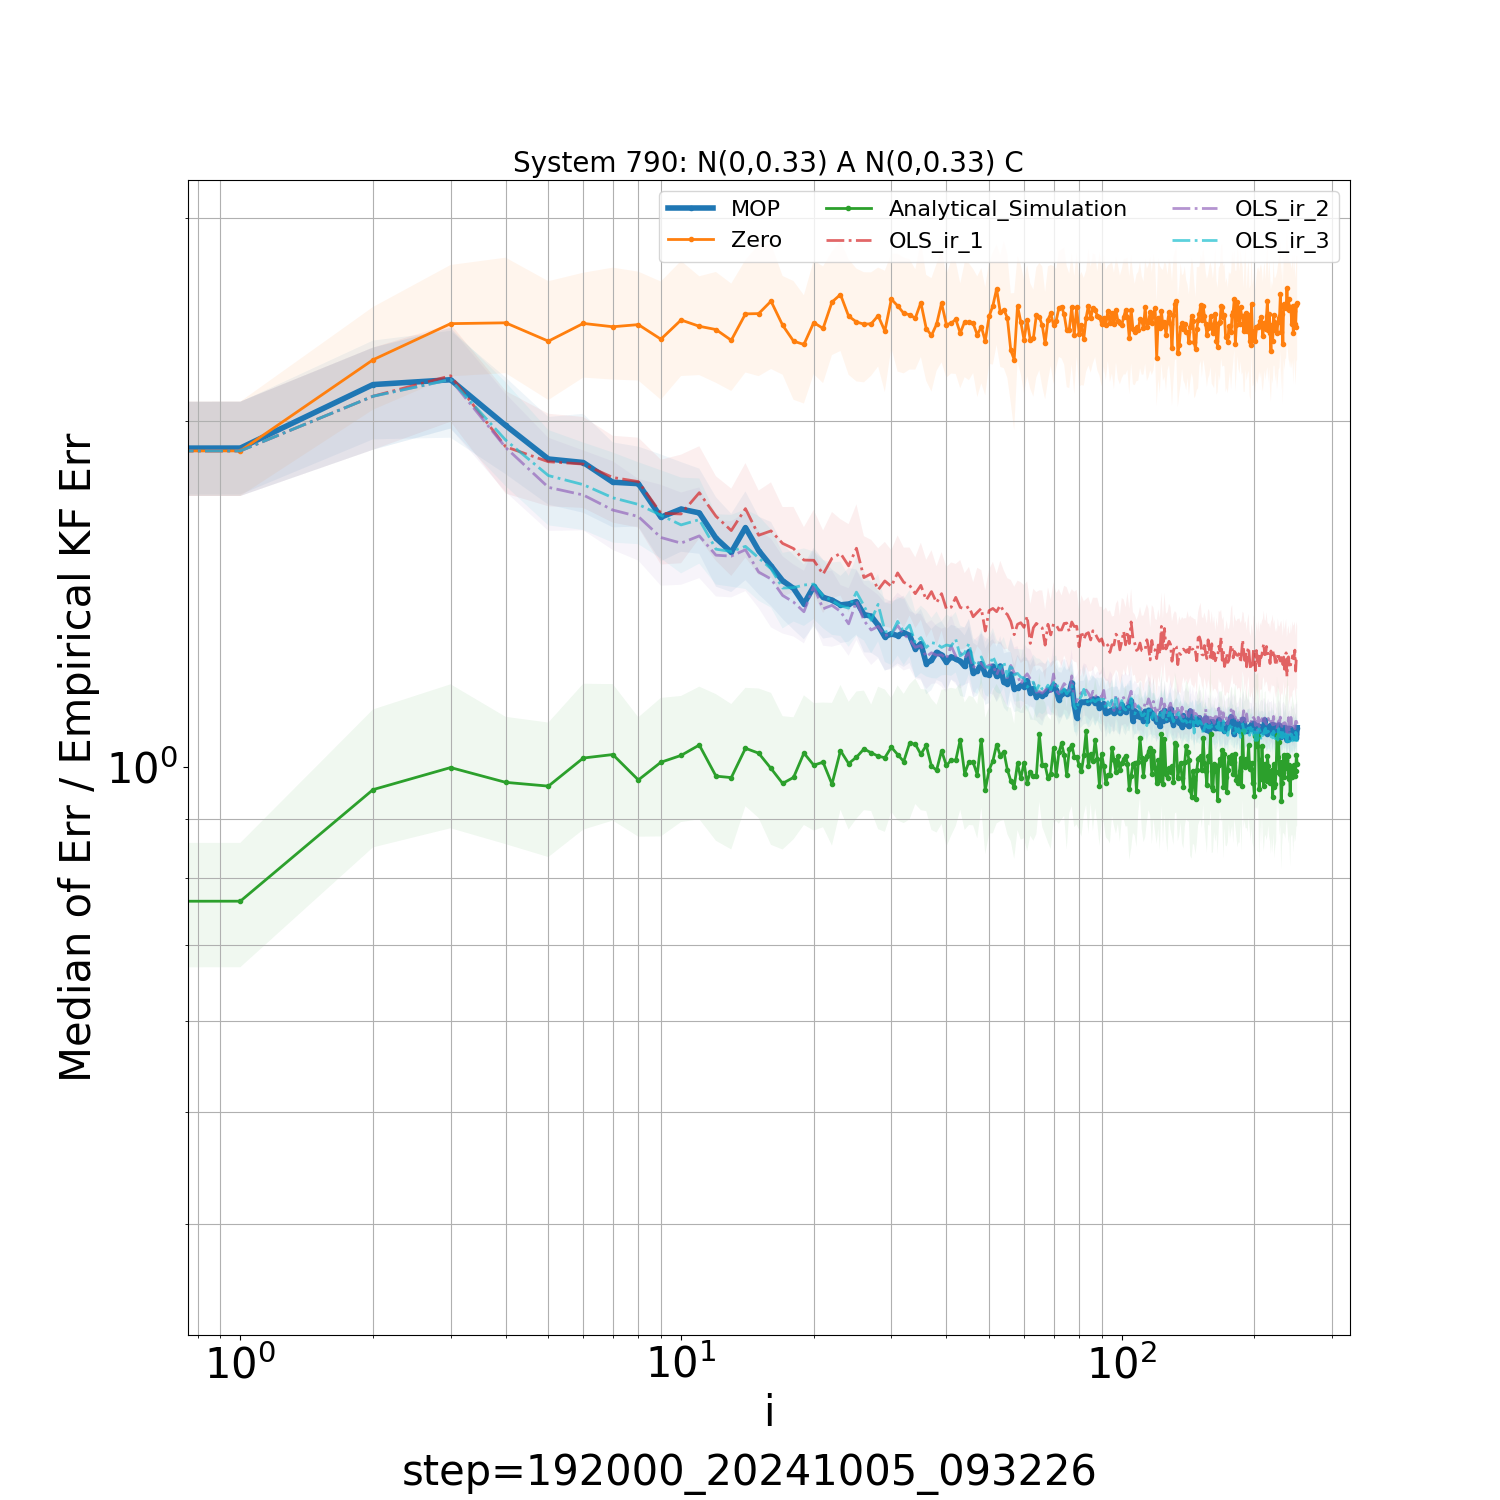 System 790: N(0,0.33) A N(0,0.33) C
MOP
Zero
Analytical_Simulation
OLS_ir_1
OLS_ir_2
OLS_ir_3
Median of Err / Empirical KF Err
10⁰
10⁰
10¹
10²
i
step=192000_20241005_093226